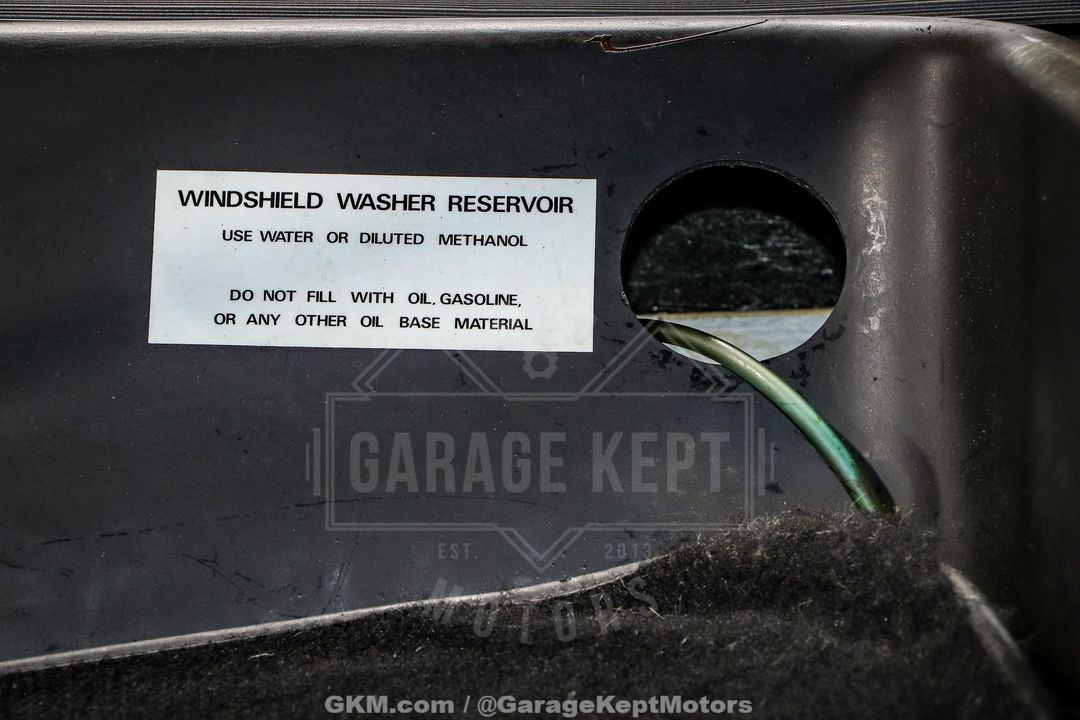 WINDSHIELD WASHER RESERVOIR
USE WATER OR DILUTED METHANOL
DO NOT FILL WITH OIL, GASOLINE,
OR ANY OTHER OIL BASE MATERIAL
GARAGE KEPT
EST. 2013
MOTORS
GKM.com / @GarageKeptMotors